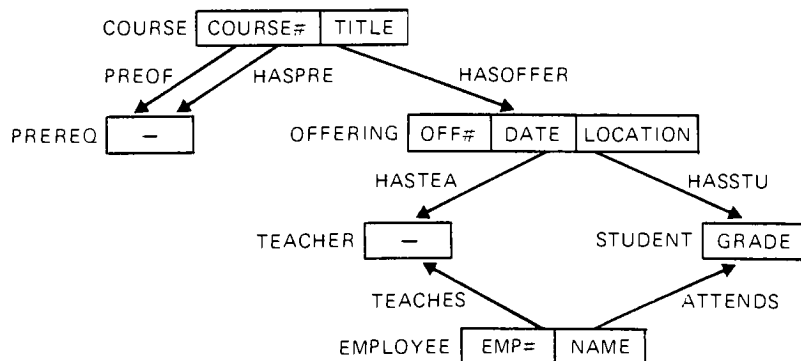 COURSE COURSE# TITLE
PREOF HASPRE HASOFFER
PREREQ – OFFERING OFF# DATE LOCATION
HASTEA HASSTU
TEACHER – STUDENT GRADE
TEACHES ATTENDS
EMPLOYEE EMP# NAME